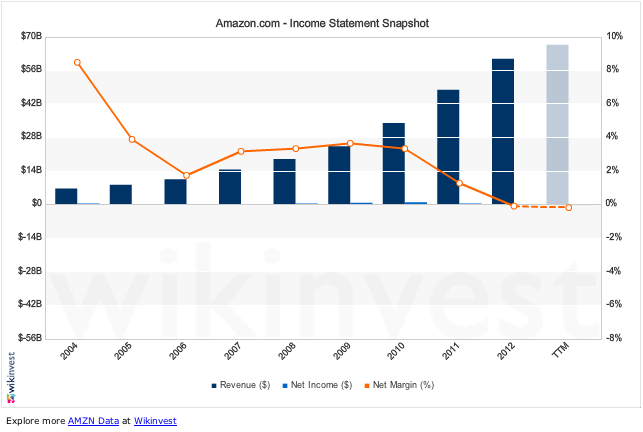 Amazon.com - Income Statement Snapshot
$70B
$56B
$42B
$28B
$14B
$0
$-14B
$-28B
$-42B
$-56B
10%
8%
6%
4%
2%
0%
-2%
-4%
-6%
-8%
wikinvest
wikinvest
2004 2005 2006 2007 2008 2009 2010 2011 2012 TTM
Revenue ($) Net Income ($) Net Margin (%)
Explore more AMZN Data at Wikinvest